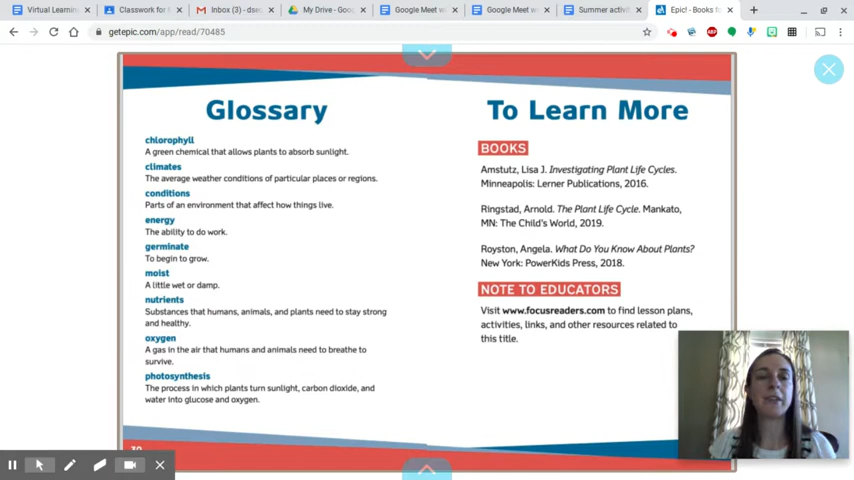 Virtual Learnin
Classwork for
Inbox (3) - dse
My Drive - Goog
Google Meet w
Google Meet w
Summer activi
Epic! - Books fo
getepic.com/app/read/70485
Glossary
chlorophyll
A green chemical that allows plants to absorb sunlight.
climates
The average weather conditions of particular places or regions.
conditions
Parts of an environment that affect how things live.
energy
The ability to do work.
germinate
To begin to grow.
moist
A little wet or damp.
nutrients
Substances that humans, animals, and plants need to stay strong
and healthy.
oxygen
A gas in the air that humans and animals need to breathe to
survive.
photosynthesis
The process in which plants turn sunlight, carbon dioxide, and
water into glucose and oxygen.
30
To Learn More
BOOKS
Amstutz, Lisa J. Investigating Plant Life Cycles.
Minneapolis: Lerner Publications, 2016.
Ringstad, Arnold. The Plant Life Cycle. Mankato,
MN: The Child's World, 2019.
Royston, Angela. What Do You Know About Plants?
New York: PowerKids Press, 2018.
NOTE TO EDUCATORS
Visit www.focusreaders.com to find lesson plans,
activities, links, and other resources related to
this title.